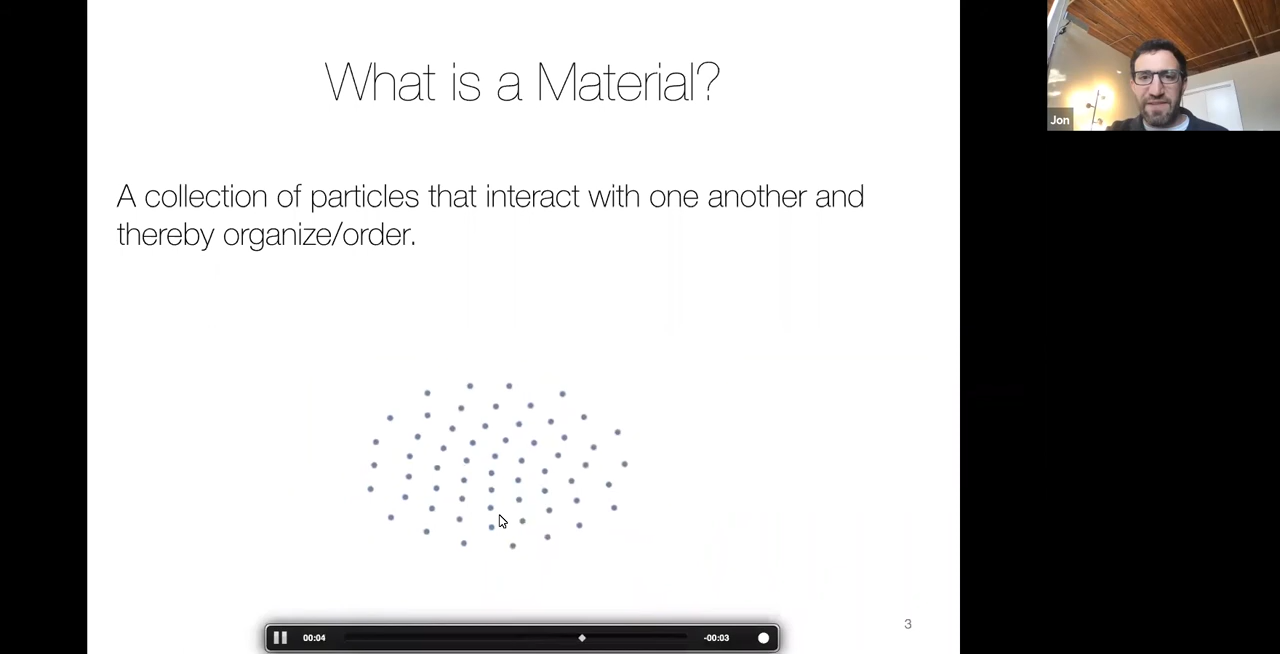 What is a Material?
Jon
A collection of particles that interact with one another and
thereby organize/order.
3
00:04
-00:03